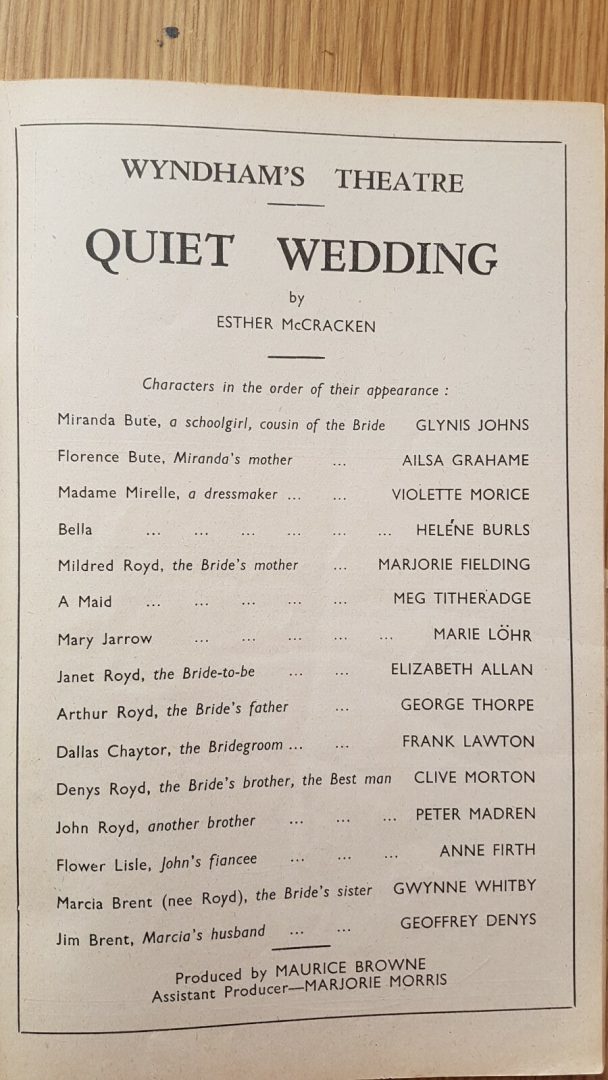 WYNDHAM'S THEATRE
QUIET WEDDING
by
ESTHER McCRACKEN
Characters in the order of their appearance :
Miranda Bute, a schoolgirl, cousin of the Bride GLYNIS JOHNS
Florence Bute, Miranda's mother ... AILSA GRAHAME
Madame Mirelle, a dressmaker ... ... VIOLETTE MORICE
Bella ... ... ... ... ... ... HELÉNE BURLS
Mildred Royd, the Bride's mother ... MARJORIE FIELDING
A Maid ... ... ... ... ... MEG TITHERADGE
Mary Jarrow ... ... ... ... ... MARIE LÖHR
Janet Royd, the Bride-to-be ... ... ELIZABETH ALLAN
Arthur Royd, the Bride's father ... GEORGE THORPE
Dallas Chaytor, the Bridegroom ... ... FRANK LAWTON
Denys Royd, the Bride's brother, the Best man CLIVE MORTON
John Royd, another brother ... ... ... PETER MADREN
Flower Lisle, John's fiancee ... ... ... ANNE FIRTH
Marcia Brent (nee Royd), the Bride's sister GWYNNE WHITBY
Jim Brent, Marcia's husband ... ... GEOFFREY DENYS
Produced by MAURICE BROWNE
Assistant Producer—MARJORIE MORRIS